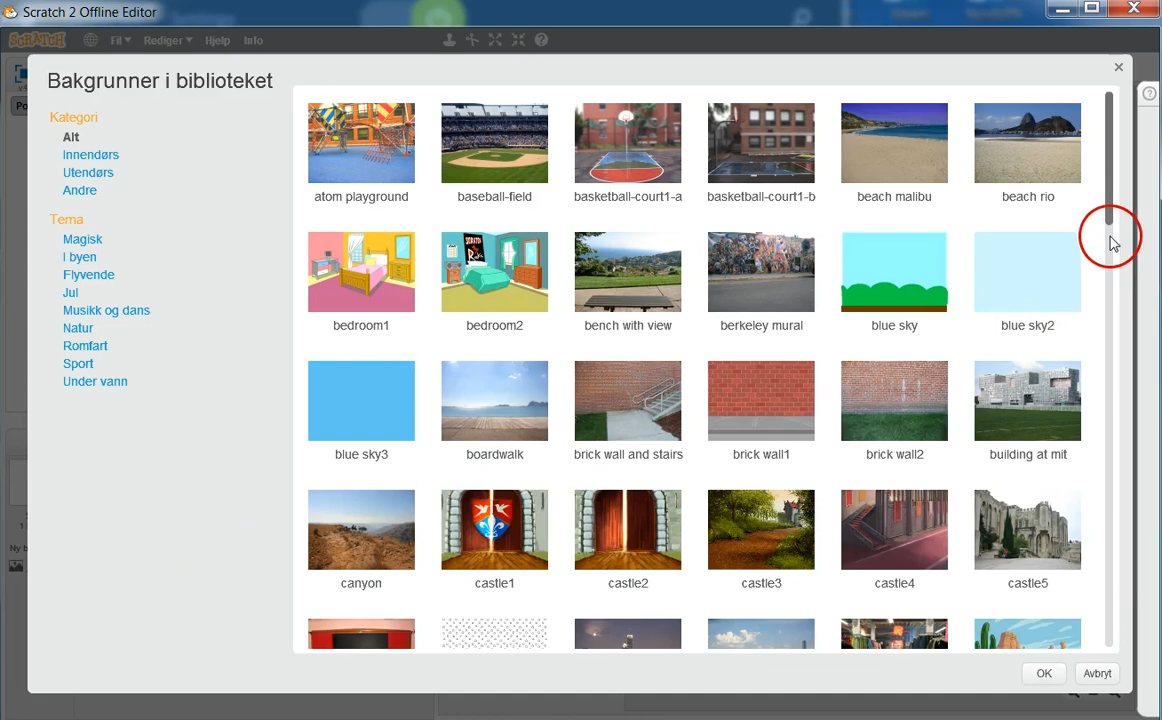 Scratch 2 Offline Editor
SCRATCH Fil Rediger Hjelp Info
Bakgrunner i biblioteket
Kategori
Alt
Innendørs
Utendørs
Andre
Tema
Magisk
I byen
Flyvende
Jul
Musikk og dans
Natur
Romfart
Sport
Under vann
atom playground baseball-field basketball-court1-a basketball-court1-b beach malibu beach rio
bedroom1 bedroom2 bench with view berkeley mural blue sky blue sky2
blue sky3 boardwalk brick wall and stairs brick wall1 brick wall2 building at mit
canyon castle1 castle2 castle3 castle4 castle5
OK Avbryt